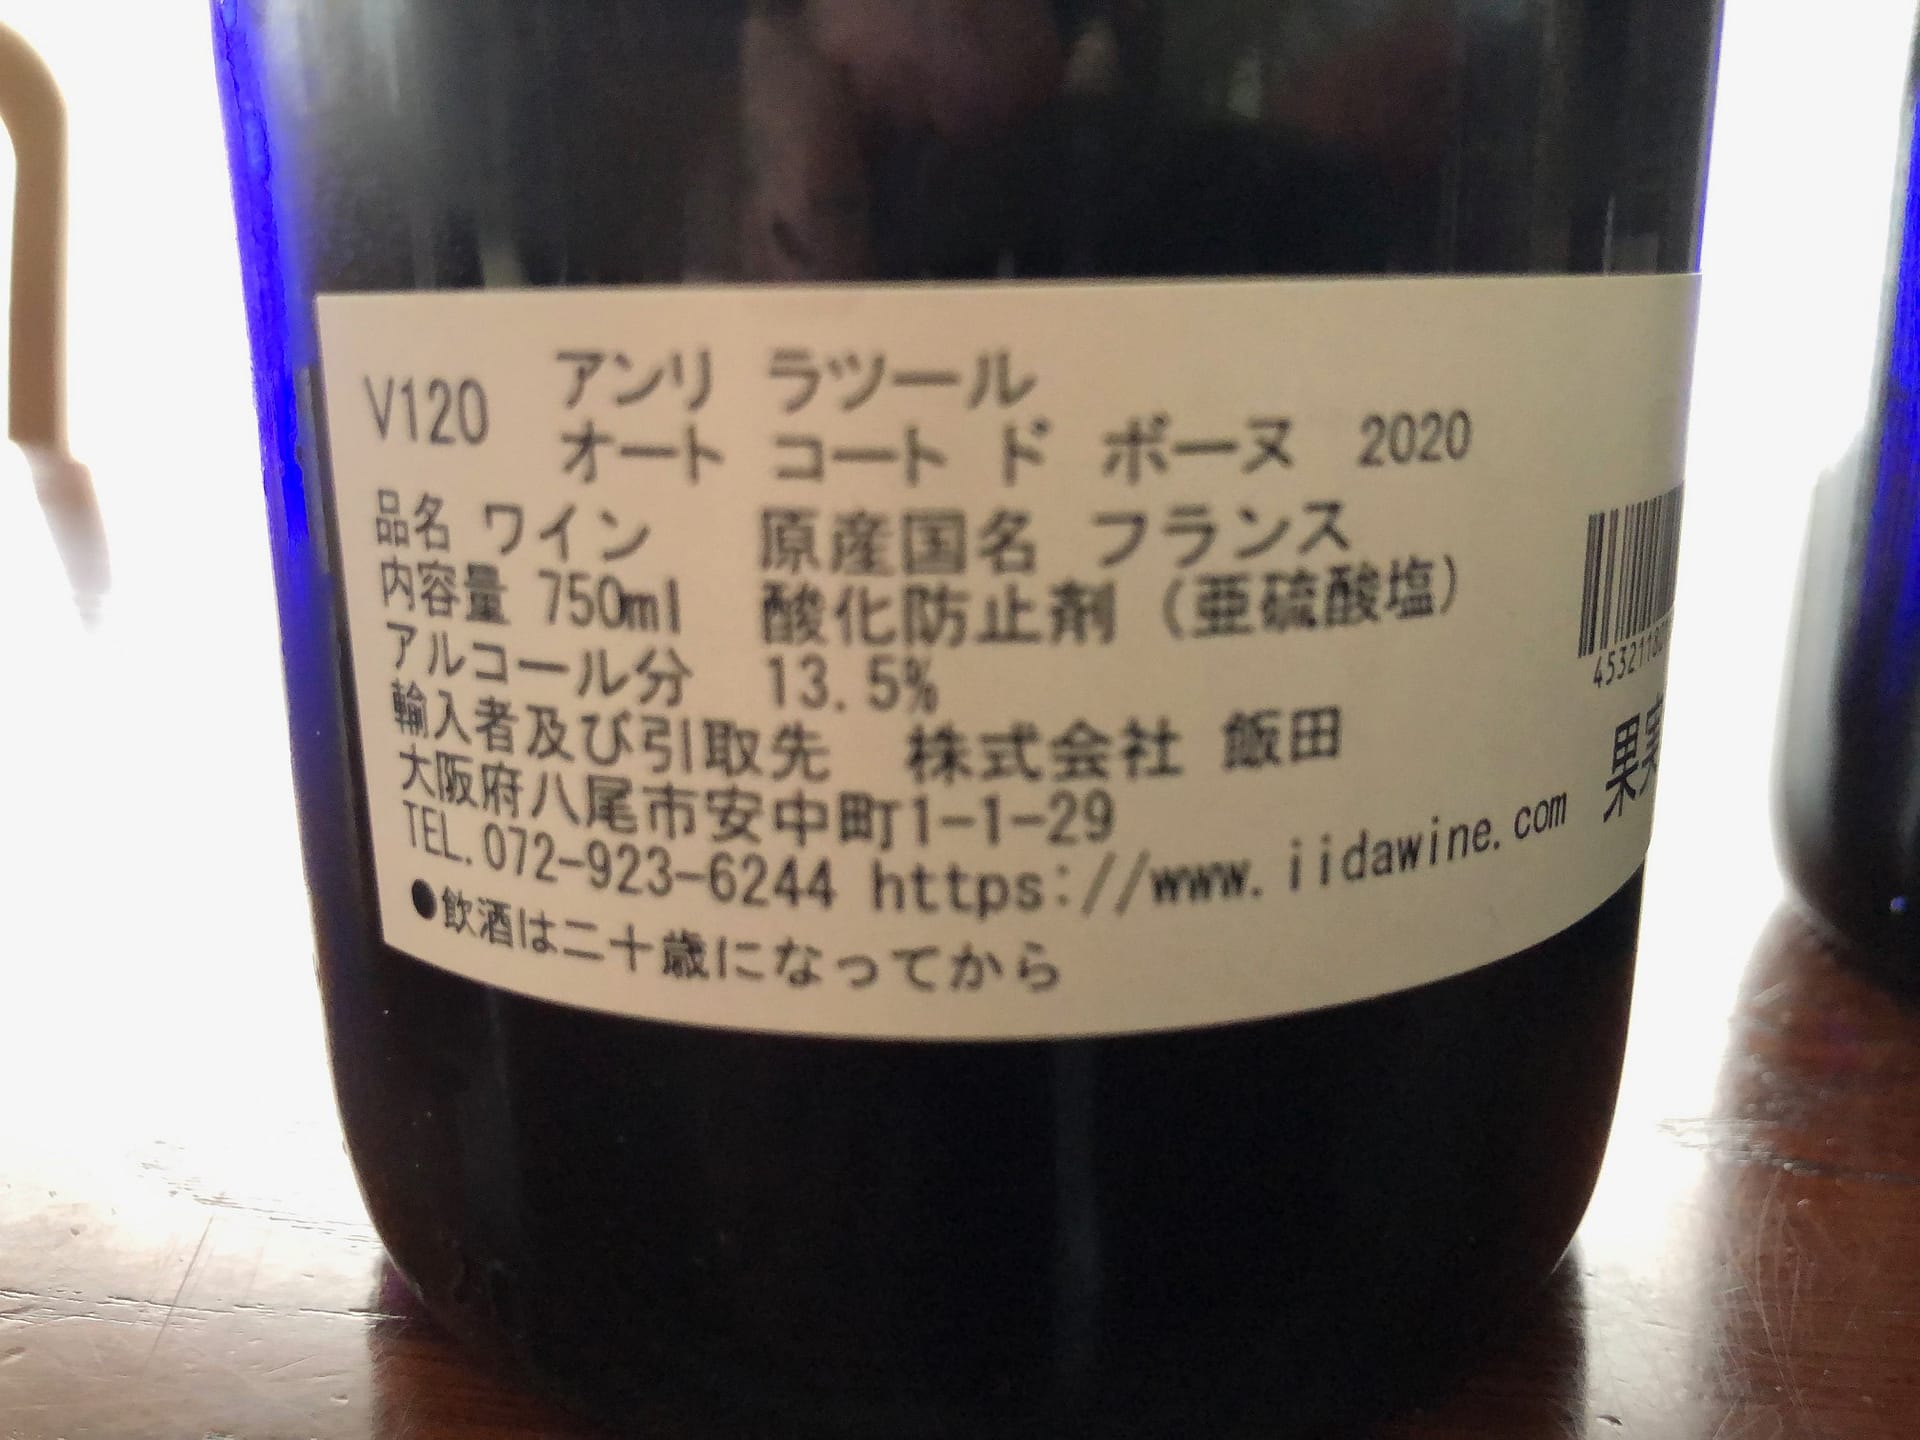 V120 アンリ ラツール
オート コート ド ボーヌ 2020
品名 ワイン 原産国名 フランス
内容量 750ml 酸化防止剤（亜硫酸塩）
アルコール分 13.5%
輸入者及び引取先 株式会社 飯田
大阪府八尾市安中町1-1-29
TEL.072-923-6244 https://www.iidawine.com
●飲酒は二十歳になってから
4532118
果実